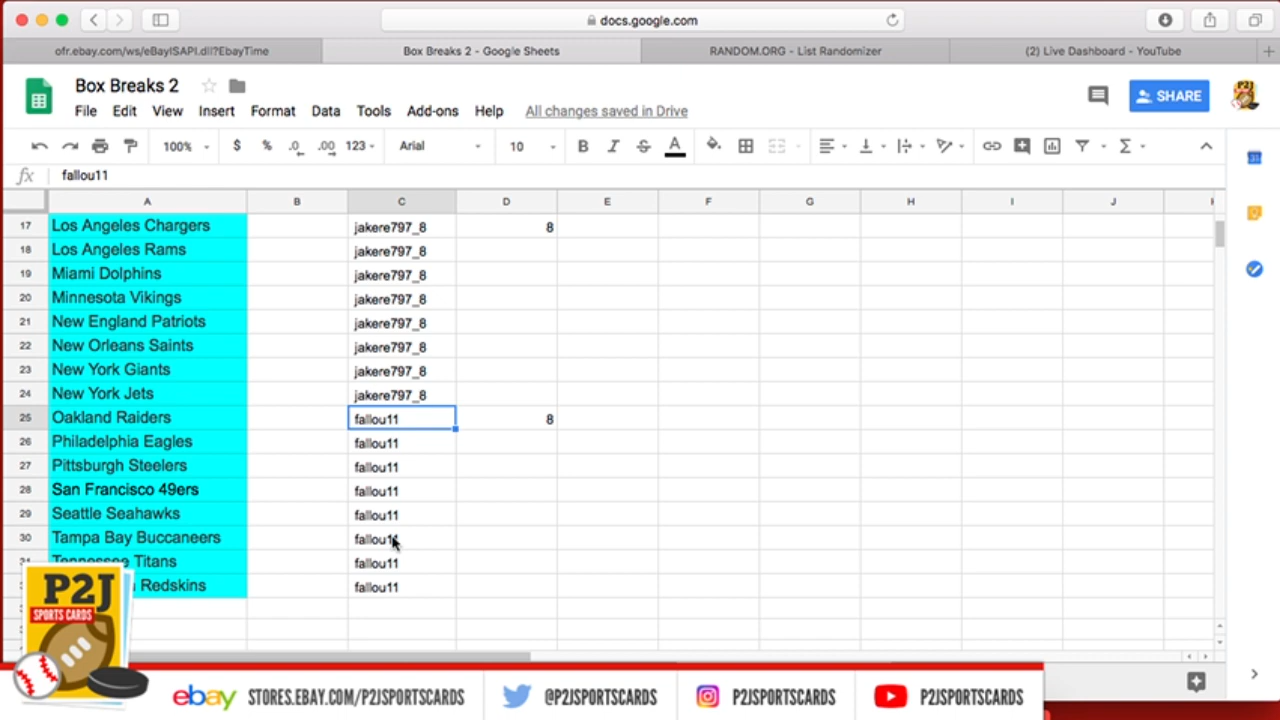 docs.google.com
ofr.ebay.com/ws/eBayISAPI.dll?EbayTime
Box Breaks 2 - Google Sheets
RANDOM.ORG - List Randomizer
(2) Live Dashboard - YouTube
Box Breaks 2
File Edit View Insert Format Data Tools Add-ons Help All changes saved in Drive
SHARE
100% $ % .0 .00 123 Arial 10 B I S A
fx fallou11
A B C D E F G H I J
17 Los Angeles Chargers jakere797_8 8
18 Los Angeles Rams jakere797_8
19 Miami Dolphins jakere797_8
20 Minnesota Vikings jakere797_8
21 New England Patriots jakere797_8
22 New Orleans Saints jakere797_8
23 New York Giants jakere797_8
24 New York Jets jakere797_8
25 Oakland Raiders fallou11 8
26 Philadelphia Eagles fallou11
27 Pittsburgh Steelers fallou11
28 San Francisco 49ers fallou11
29 Seattle Seahawks fallou11
30 Tampa Bay Buccaneers fallou11
Tennessee Titans fallou11
Redskins fallou11
P2J
SPORTS CARDS
ebay STORES.EBAY.COM/P2JSPORTSCARDS @P2JSPORTSCARDS P2JSPORTSCARDS P2JSPORTSCARDS